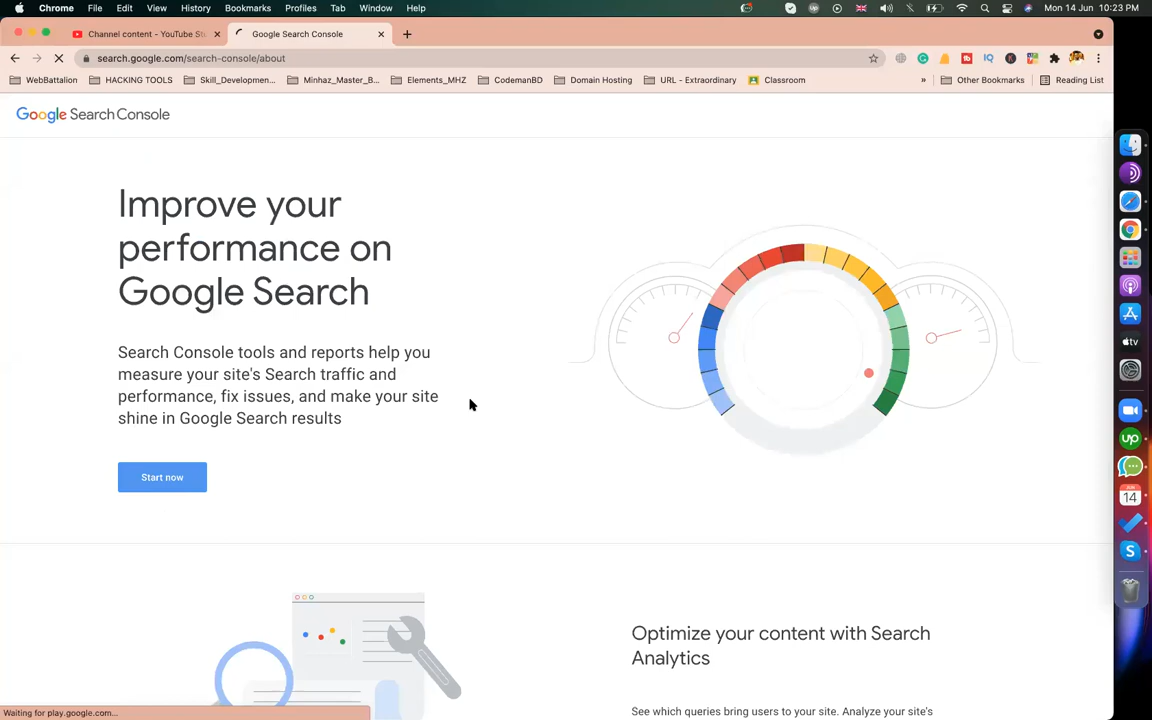 Chrome File Edit View History Bookmarks Profiles Tab Window Help Mon 14 Jun 10:23 PM
Channel content - YouTube Stu Google Search Console
search.google.com/search-console/about
WebBattalion HACKING TOOLS Skill_Developmen... Minhaz_Master_B... Elements_MHZ CodemanBD Domain Hosting URL - Extraordinary Classroom » Other Bookmarks Reading List
Google Search Console
Improve your
performance on
Google Search
Search Console tools and reports help you
measure your site's Search traffic and
performance, fix issues, and make your site
shine in Google Search results
Start now
Optimize your content with Search
Analytics
See which queries bring users to your site. Analyze your site's
Waiting for play.google.com...
tv
up
JUN
14
S